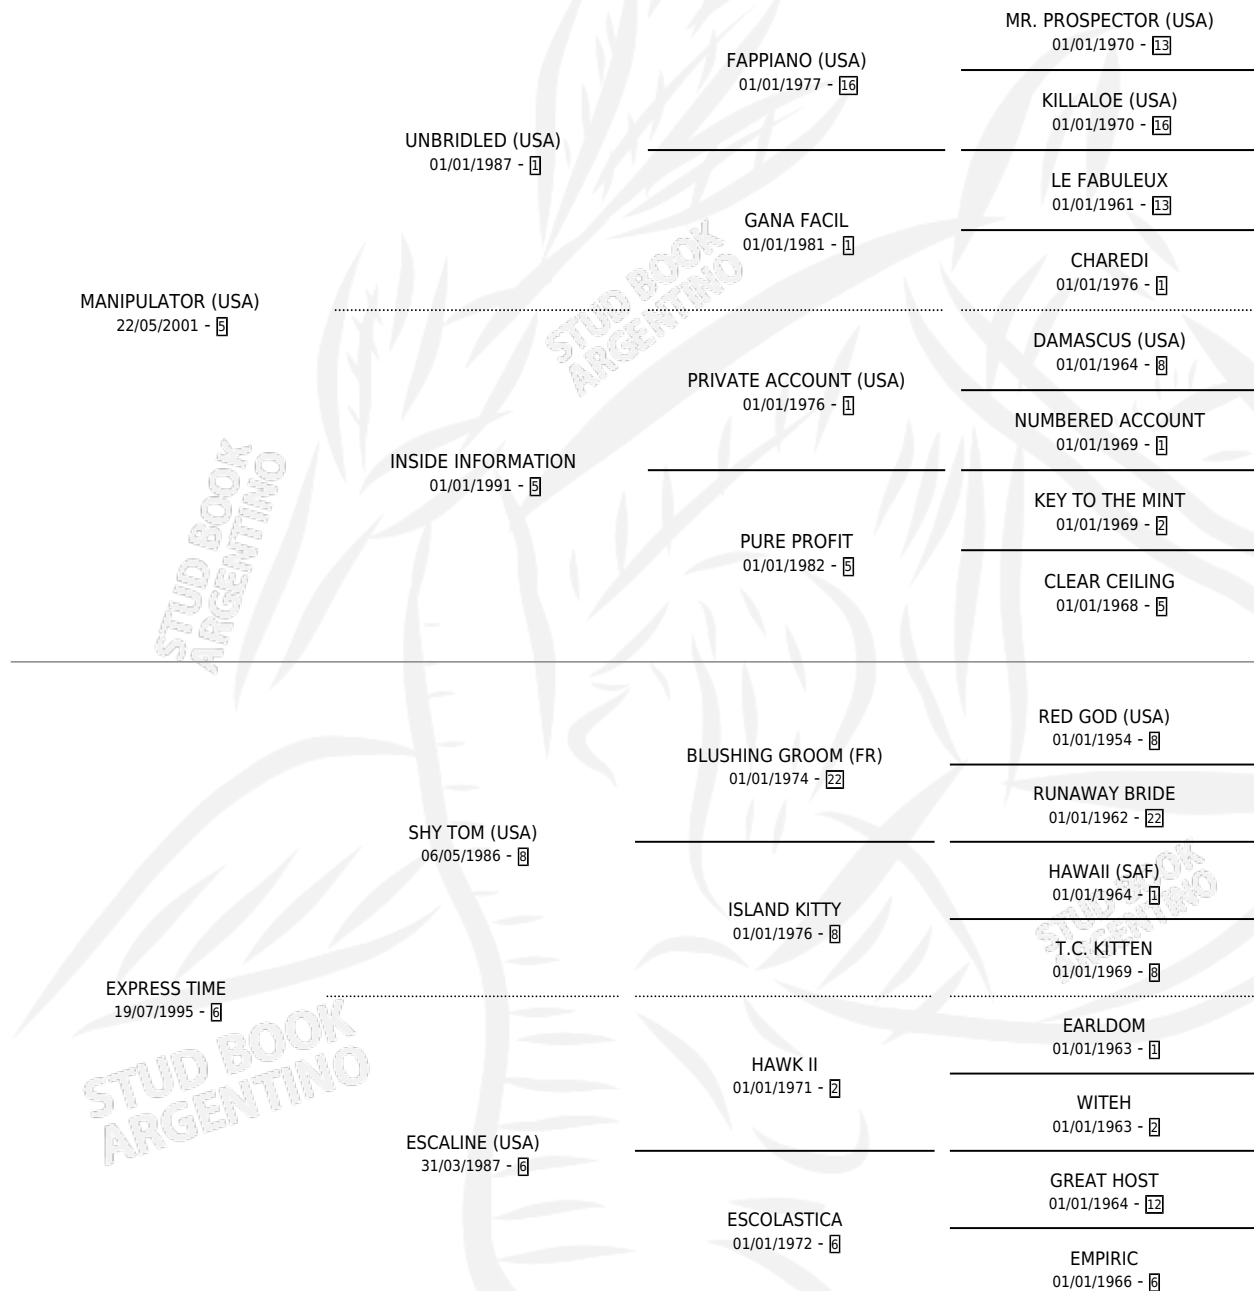 MR. PROSPECTOR (USA)
01/01/1970 - 13
FAPPIANO (USA)
01/01/1977 - 16
KILLALOE (USA)
01/01/1970 - 16
UNBRIDLED (USA)
01/01/1987 - 1
LE FABULEUX
01/01/1961 - 13
GANA FACIL
01/01/1981 - 1
CHAREDI
01/01/1976 - 1
MANIPULATOR (USA)
22/05/2001 - 5
DAMASCUS (USA)
01/01/1964 - 8
PRIVATE ACCOUNT (USA)
01/01/1976 - 1
NUMBERED ACCOUNT
01/01/1969 - 1
INSIDE INFORMATION
01/01/1991 - 5
KEY TO THE MINT
01/01/1969 - 2
PURE PROFIT
01/01/1982 - 5
CLEAR CEILING
01/01/1968 - 5
STUD BOOK
ARGENTINO
STUD BOOK
ARGENTINO
RED GOD (USA)
01/01/1954 - 8
BLUSHING GROOM (FR)
01/01/1974 - 22
RUNAWAY BRIDE
01/01/1962 - 22
SHY TOM (USA)
06/05/1986 - 8
HAWAII (SAF)
01/01/1964 - 1
ISLAND KITTY
01/01/1976 - 8
T.C. KITTEN
01/01/1969 - 8
EXPRESS TIME
19/07/1995 - 6
EARLDOM
01/01/1963 - 1
HAWK II
01/01/1971 - 2
WITEH
01/01/1963 - 2
ESCALINE (USA)
31/03/1987 - 6
GREAT HOST
01/01/1964 - 12
ESCOLASTICA
01/01/1972 - 6
EMPIRIC
01/01/1966 - 6
STUD BOOK
ARGENTINO
STUD BOOK
ARGENTINO